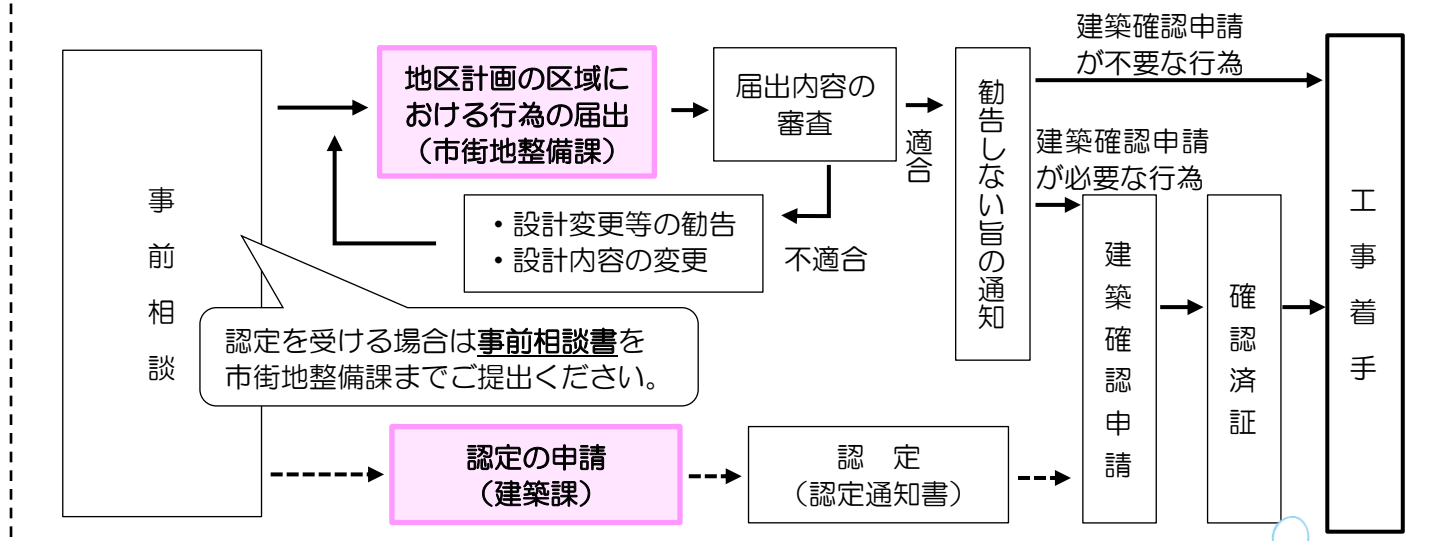 事前相談
地区計画の区域に
おける行為の届出
（市街地整備課）
届出内容の
審査
適合
不適合
・設計変更等の勧告
・設計内容の変更
勧告しない旨の通知
建築確認申請
が不要な行為
建築確認申請
が必要な行為
認定を受ける場合は事前相談書を
市街地整備課までご提出ください。
認定の申請
（建築課）
認　定
（認定通知書）
建築確認申請
確認済証
工事着手